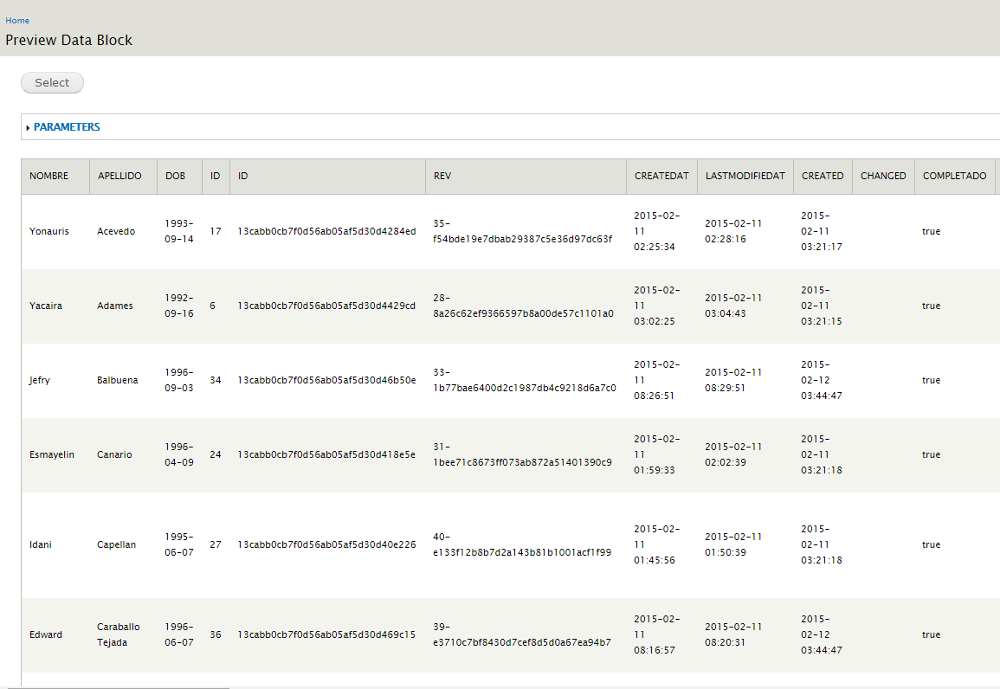 Home
Preview Data Block
Select
PARAMETERS
NOMBRE APELLIDO DOB ID ID REV CREATEDAT LASTMODIFIEDAT CREATED CHANGED COMPLETADO
Yonauris Acevedo 1993-09-14 17 13cabb0cb7f0d56ab05af5d30d4284ed 35-f54bde19e7dbab29387c5e36d97dc63f 2015-02-11 02:25:34 2015-02-11 02:28:16 2015-02-11 03:21:17 true
Yacaira Adames 1992-09-16 6 13cabb0cb7f0d56ab05af5d30d4429cd 28-8a26c62ef9366597b8a00de57c1101a0 2015-02-11 03:02:25 2015-02-11 03:04:43 2015-02-11 03:21:15 true
Jefry Balbuena 1996-09-03 34 13cabb0cb7f0d56ab05af5d30d46b50e 33-1b77bae6400d2c1987db4c9218d6a7c0 2015-02-11 08:26:51 2015-02-11 08:29:51 2015-02-12 03:44:47 true
Esmayelin Canario 1996-04-09 24 13cabb0cb7f0d56ab05af5d30d418e5e 31-1bee71c8673ff073ab872a51401390c9 2015-02-11 01:59:33 2015-02-11 02:02:39 2015-02-11 03:21:18 true
Idani Capellan 1995-06-07 27 13cabb0cb7f0d56ab05af5d30d40e226 40-e133f12b8b7d2a143b81b1001acf1f99 2015-02-11 01:45:56 2015-02-11 01:50:39 2015-02-11 03:21:18 true
Edward Caraballo Tejada 1996-06-07 36 13cabb0cb7f0d56ab05af5d30d469c15 39-e3710c7bf8430d7cef8d5d0a67ea94b7 2015-02-11 08:16:57 2015-02-11 08:20:31 2015-02-12 03:44:47 true